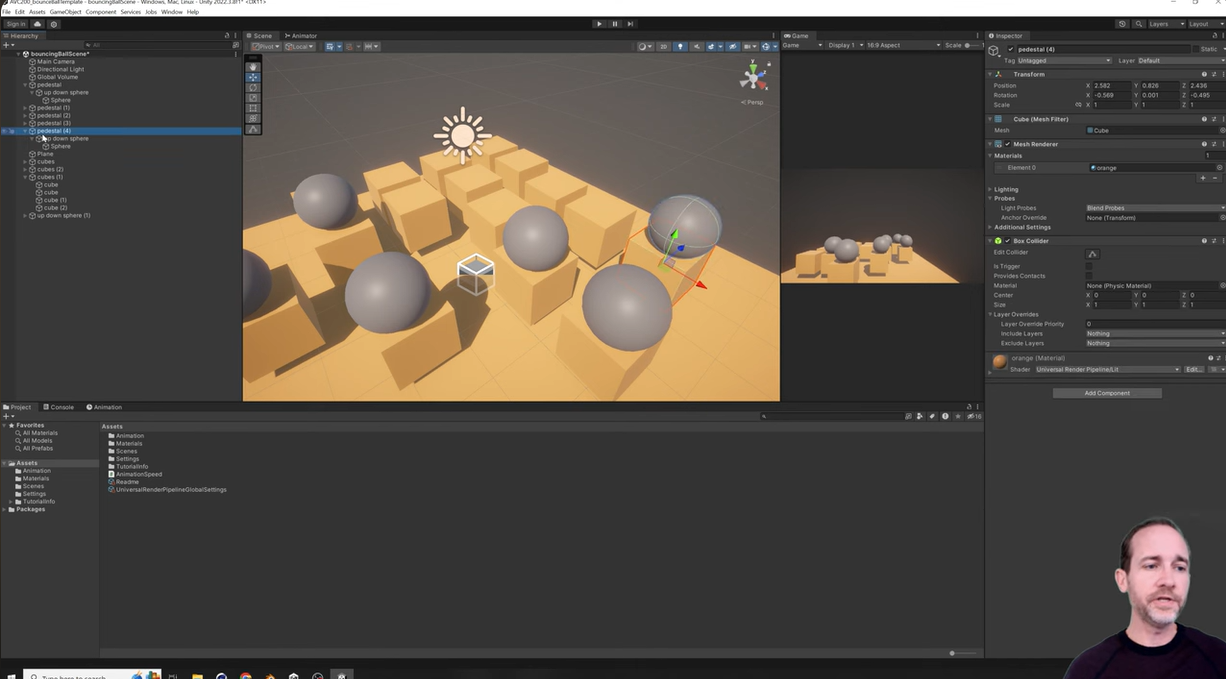 AVC200_bounceBallTemplate - bouncingBallScene - Windows, Mac, Linux - Unity 2022.3.8f1* <DX11>
File Edit Assets GameObject Component Services Jobs Window Help
Sign in
Layers Layout
Hierarchy
All
bouncingBallScene*
Main Camera
Directional Light
Global Volume
pedestal
up down sphere
Sphere
pedestal (1)
pedestal (2)
pedestal (3)
pedestal (4)
up down sphere
Sphere
Plane
cubes
cubes (2)
cubes (1)
cube
cube
cube (1)
cube (2)
up down sphere (1)
Scene Animator
Pivot Local
2D
y
< Persp
Game
Game Display 1 16:9 Aspect Scale
Inspector
pedestal (4) Static
Tag Untagged Layer Default
Transform
Position X 2.582 Y 0.826 Z 2.436
Rotation X -0.569 Y 0.001 Z -0.495
Scale X 1 Y 1 Z 1
Cube (Mesh Filter)
Mesh Cube
Mesh Renderer
Materials 1
Element 0 orange
Lighting
Probes
Light Probes Blend Probes
Anchor Override None (Transform)
Additional Settings
Box Collider
Edit Collider
Is Trigger
Provides Contacts
Material None (Physic Material)
Center X 0 Y 0 Z 0
Size X 1 Y 1 Z 1
Layer Overrides
Layer Override Priority 0
Include Layers Nothing
Exclude Layers Nothing
orange (Material)
Shader Universal Render Pipeline/Lit Edit...
Add Component
Project Console Animation
16
Favorites
All Materials
All Models
All Prefabs
Assets
Animation
Materials
Scenes
Settings
TutorialInfo
Packages
Assets
Animation
Materials
Scenes
Settings
TutorialInfo
AnimationSpeed
Readme
UniversalRenderPipelineGlobalSettings
Type here to search